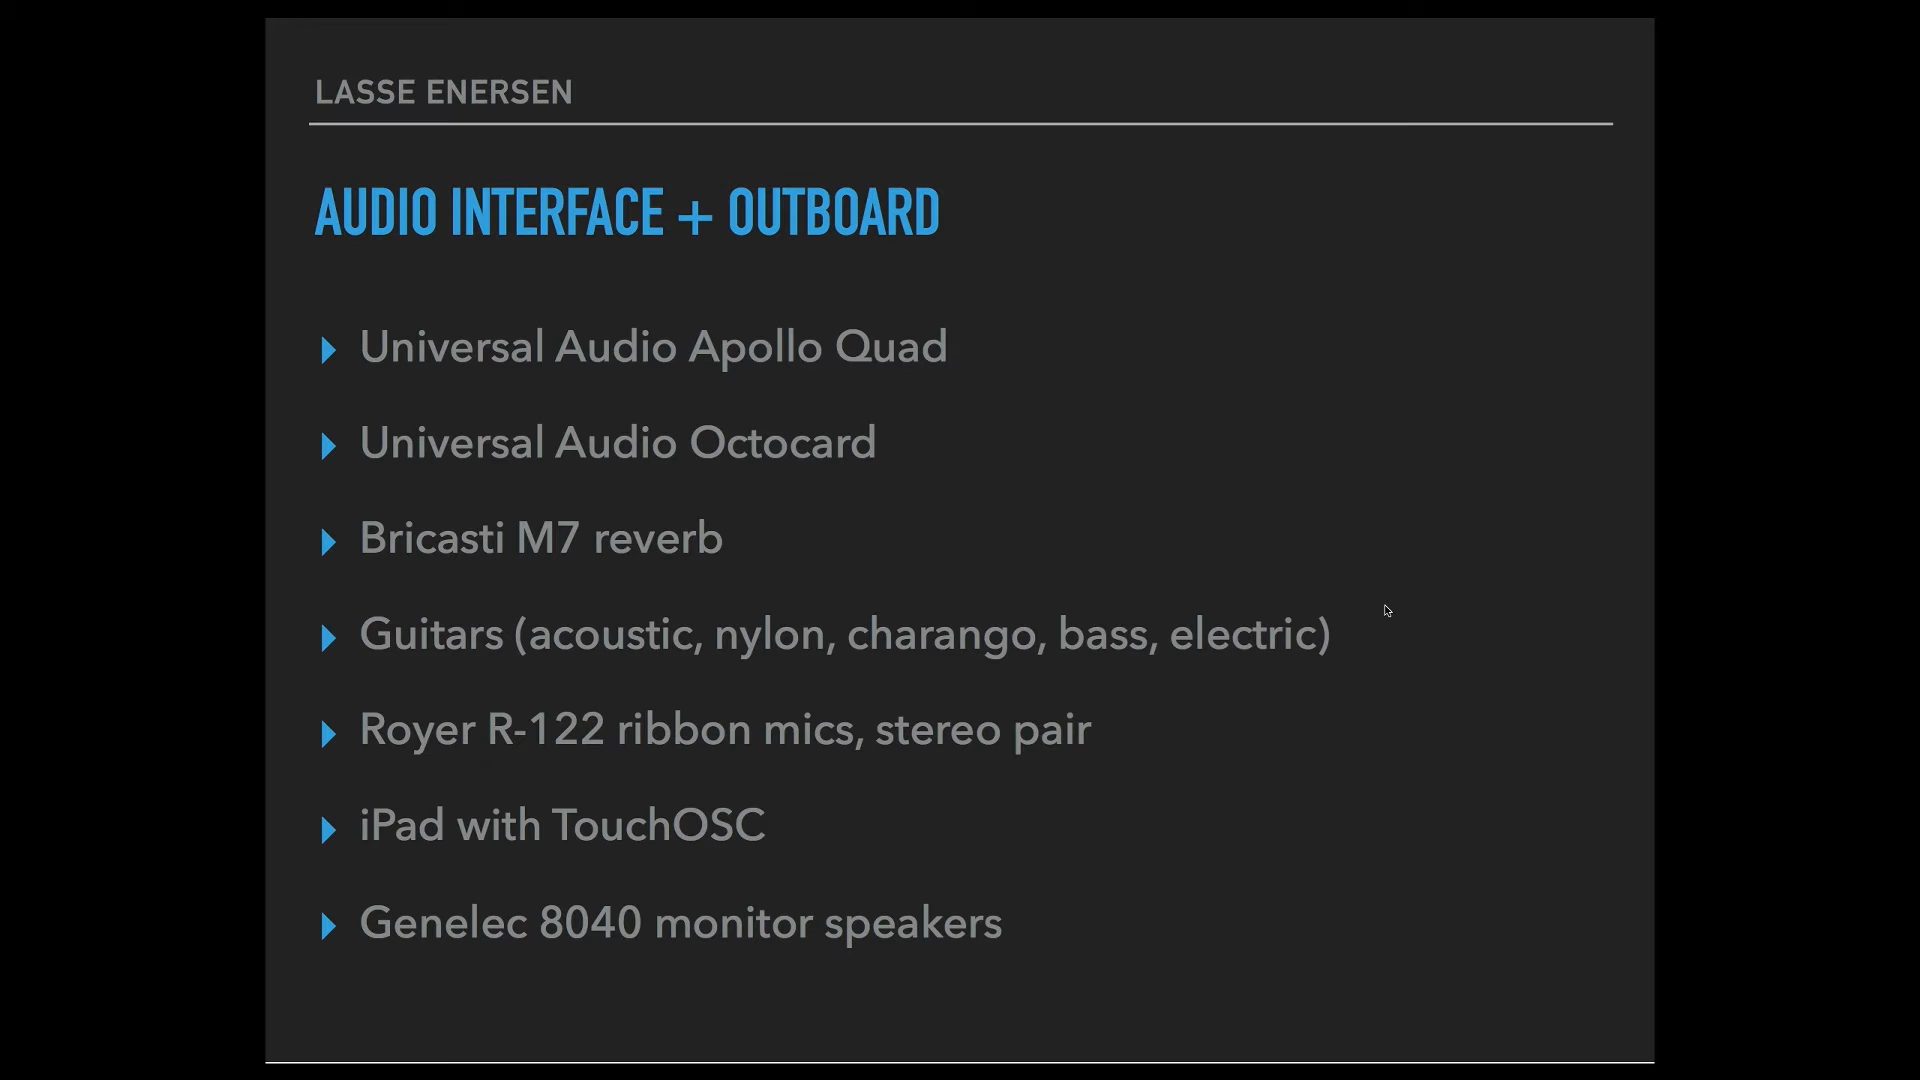 LASSE ENERSEN
AUDIO INTERFACE + OUTBOARD
Universal Audio Apollo Quad
Universal Audio Octocard
Bricasti M7 reverb
Guitars (acoustic, nylon, charango, bass, electric)
Royer R-122 ribbon mics, stereo pair
iPad with TouchOSC
Genelec 8040 monitor speakers